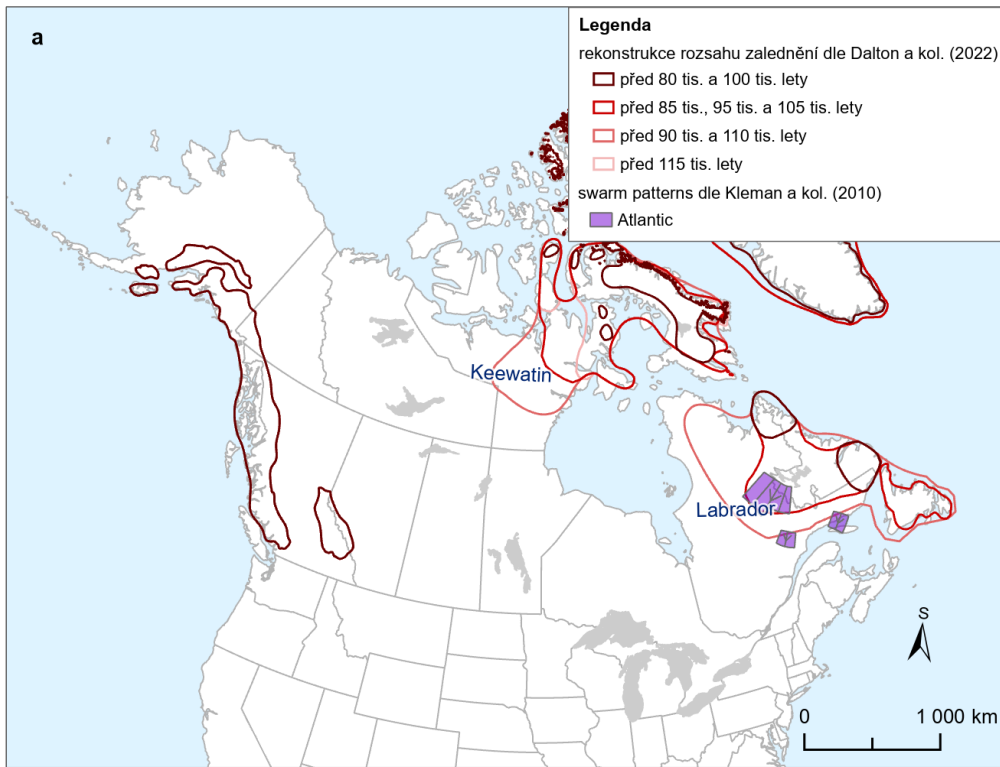 a
Legenda
rekonstrukce rozsahu zalednění dle Dalton a kol. (2022)
před 80 tis. a 100 tis. lety
před 85 tis., 95 tis. a 105 tis. lety
před 90 tis. a 110 tis. lety
před 115 tis. lety
swarm patterns dle Kleman a kol. (2010)
Atlantic
Keewatin
Labrador
S
0 1 000 km